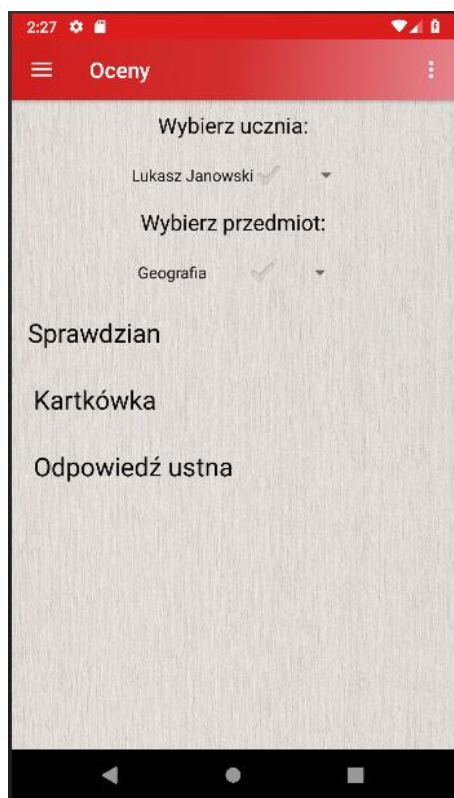 2:27
Oceny
Wybierz ucznia:
Lukasz Janowski
Wybierz przedmiot:
Geografia
Sprawdzian
Kartkówka
Odpowiedź ustna